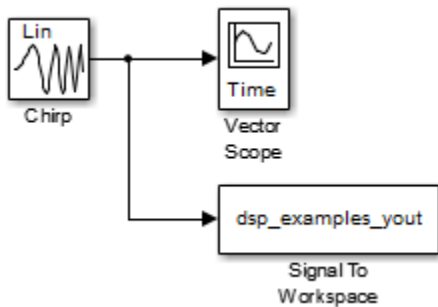 Lin
Chirp
Time
Vector
Scope
dsp_examples_yout
Signal To
Workspace